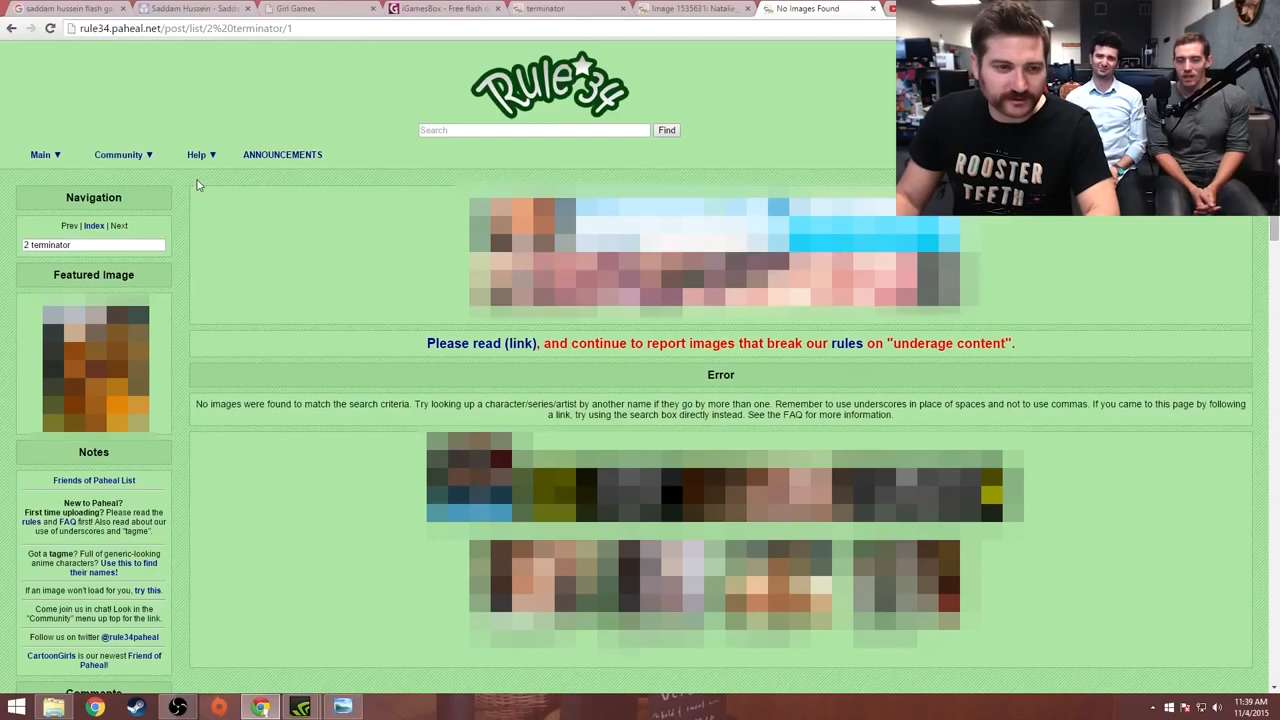 saddam hussein flash ga
Saddam Hussein - Sadd
Girl Games
iGamesBox - Free flash o
terminator
Image 1535631: Natalie_
No Images Found
rule34.paheal.net/post/list/2%20terminator/1
Rule34
Search
Find
Main ▼
Community ▼
Help ▼
ANNOUNCEMENTS
ROOSTER
TEETH
Navigation
Prev | Index | Next
2 terminator
Featured Image
Please read (link), and continue to report images that break our rules on "underage content".
Error
No images were found to match the search criteria. Try looking up a character/series/artist by another name if they go by more than one. Remember to use underscores in place of spaces and not to use commas. If you came to this page by following
a link, try using the search box directly instead. See the FAQ for more information.
Notes
Friends of Paheal List
New to Paheal?
First time uploading? Please read the
rules and FAQ first! Also read about our
use of underscores and "tagme".
Got a tagme? Full of generic-looking
anime characters? Use this to find
their names!
If an image won't load for you, try this.
Come join us in chat! Look in the
"Community" menu up top for the link.
Follow us on twitter @rule34paheal
CartoonGirls is our newest Friend of
Paheal!
Comments
11:39 AM
11/4/2015